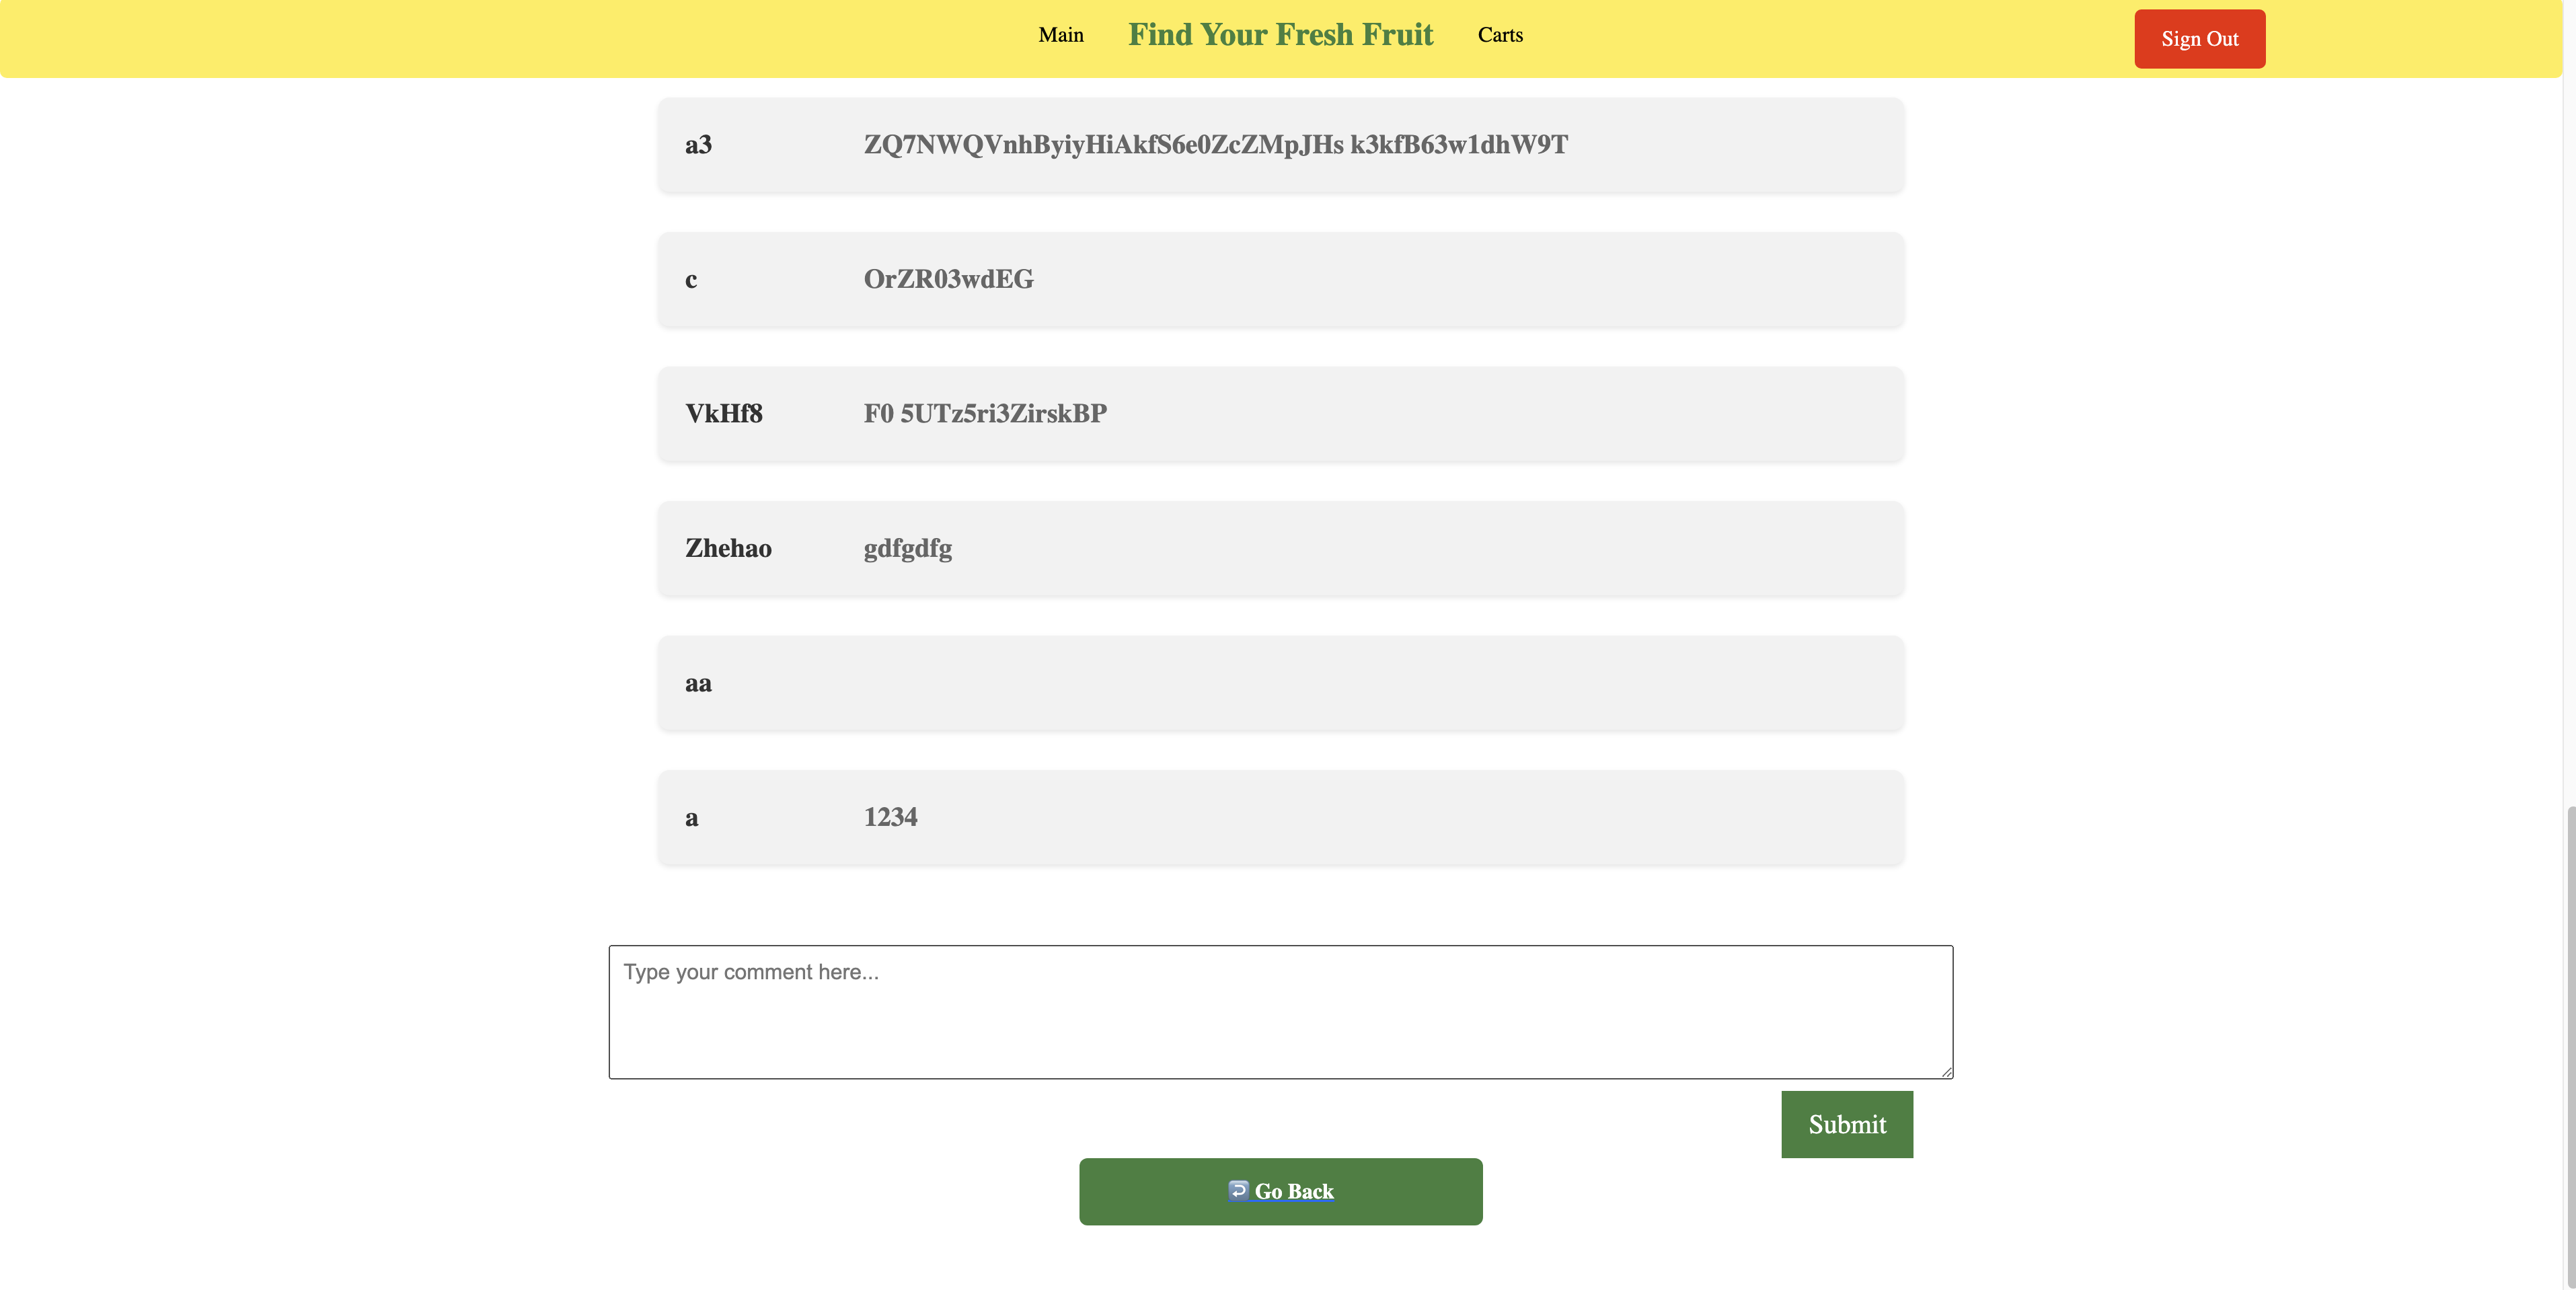 Main Find Your Fresh Fruit Carts Sign Out
a3 ZQ7NWQVnhByiyHiAkfS6e0ZcZMpJHs k3kfB63w1dhW9T
c OrZR03wdEG
VkHf8 F0 5UTz5ri3ZirskBP
Zhehao gdfgdfg
aa
a 1234
Type your comment here...
Submit
Go Back